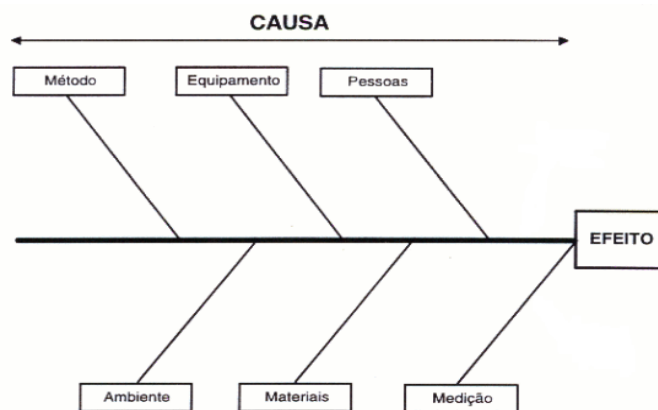 CAUSA
Método
Equipamento
Pessoas
EFEITO
Ambiente
Materiais
Medição